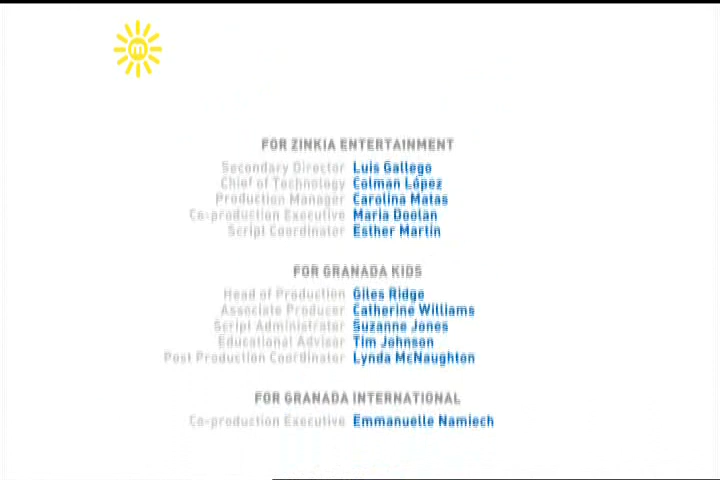 m
FOR ZINKIA ENTERTAINMENT
Secondary Director Luis Gallego
Chief of Technology Colman López
Production Manager Carolina Matas
Co-production Executive Maria Doolan
Script Coordinator Esther Martin
FOR GRANADA KIDS
Head of Production Giles Ridge
Associate Producer Catherine Williams
Script Administrator Suzanne Jones
Educational Advisor Tim Johnson
Post Production Coordinator Lynda McNaughton
FOR GRANADA INTERNATIONAL
Co-production Executive Emmanuelle Namiech